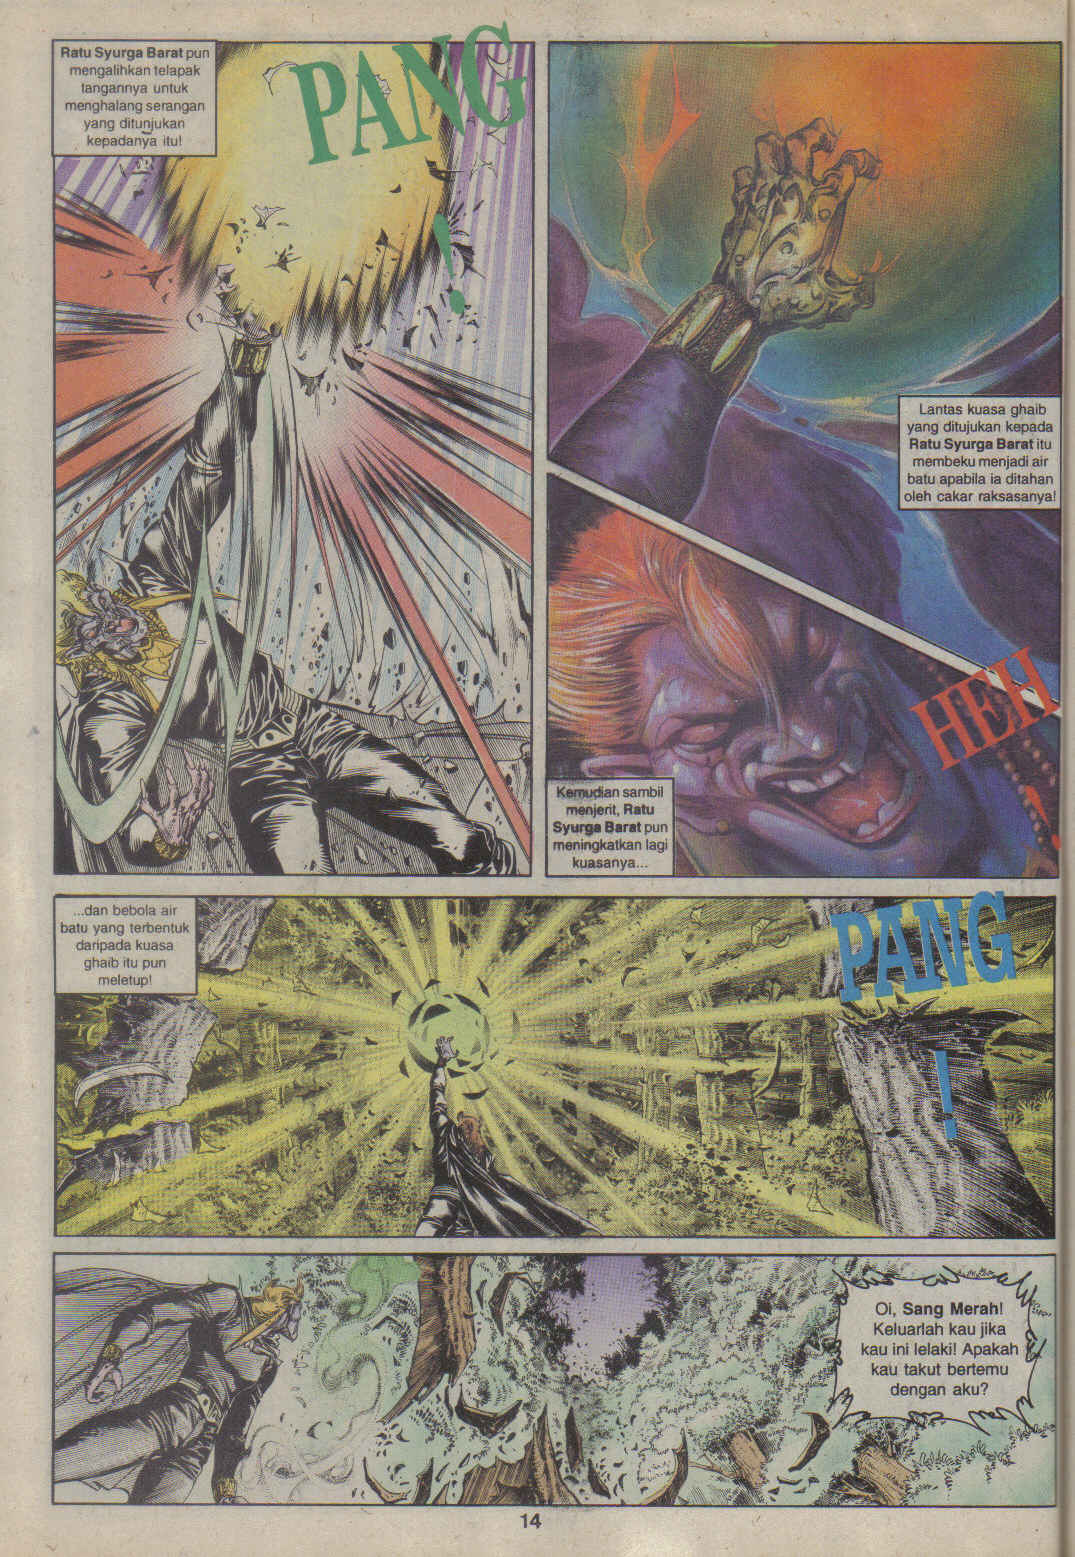 Ratu Syurga Barat pun
mengalihkan telapak
tangannya untuk
menghalang serangan
yang ditunjukan
kepadanya itu!
PANG
!
Lantas kuasa ghaib
yang ditujukan kepada
Ratu Syurga Barat itu
membeku menjadi air
batu apabila ia ditahan
oleh cakar raksasanya!
HEH
!
Kemudian sambil
menjerit, Ratu
Syurga Barat pun
meningkatkan lagi
kuasanya...
...dan bebola air
batu yang terbentuk
daripada kuasa
ghaib itu pun
meletup!
PANG
!
Oi, Sang Merah!
Keluarlah kau jika
kau ini lelaki! Apakah
kau takut bertemu
dengan aku?
14